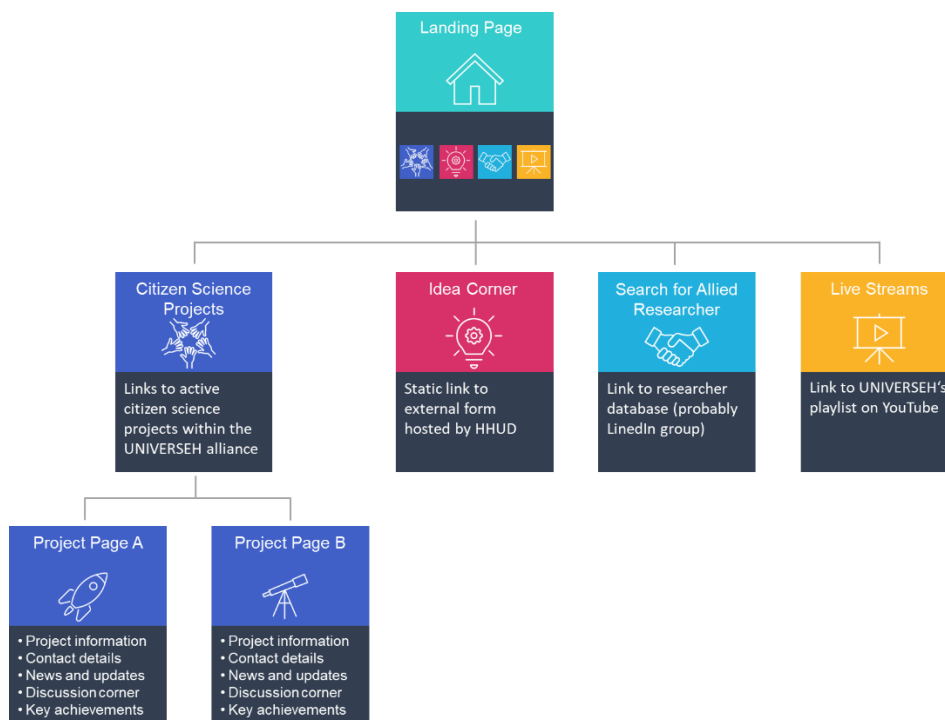 Landing Page
Citizen Science
Projects
Links to active
citizen science
projects within the
UNIVERSEH alliance
Idea Corner
Static link to
external form
hosted by HHUD
Search for Allied
Researcher
Link to researcher
database (probably
LinedIn group)
Live Streams
Link to UNIVERSEH‘s
playlist on YouTube
Project Page A
• Project information
• Contact details
• News and updates
• Discussion corner
• Key achievements
Project Page B
• Project information
• Contact details
• News and updates
• Discussion corner
• Key achievements